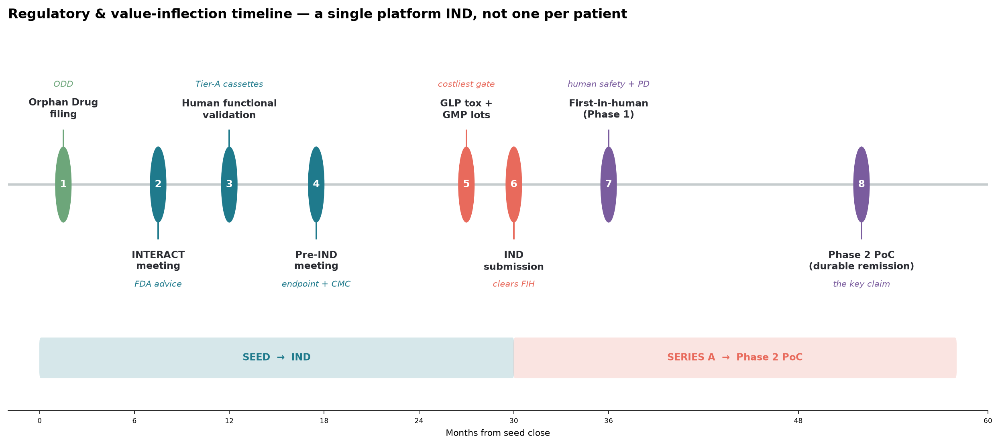 Regulatory & value-inflection timeline — a single platform IND, not one per patient
ODD
Orphan Drug
filing
Tier-A cassettes
Human functional
validation
costliest gate
GLP tox +
GMP lots
human safety + PD
First-in-human
(Phase 1)
1
2
3
4
5
6
7
8
INTERACT
meeting
FDA advice
Pre-IND
meeting
endpoint + CMC
IND
submission
clears FIH
Phase 2 PoC
(durable remission)
the key claim
SEED → IND
SERIES A → Phase 2 PoC
0
6
12
18
24
30
36
48
60
Months from seed close